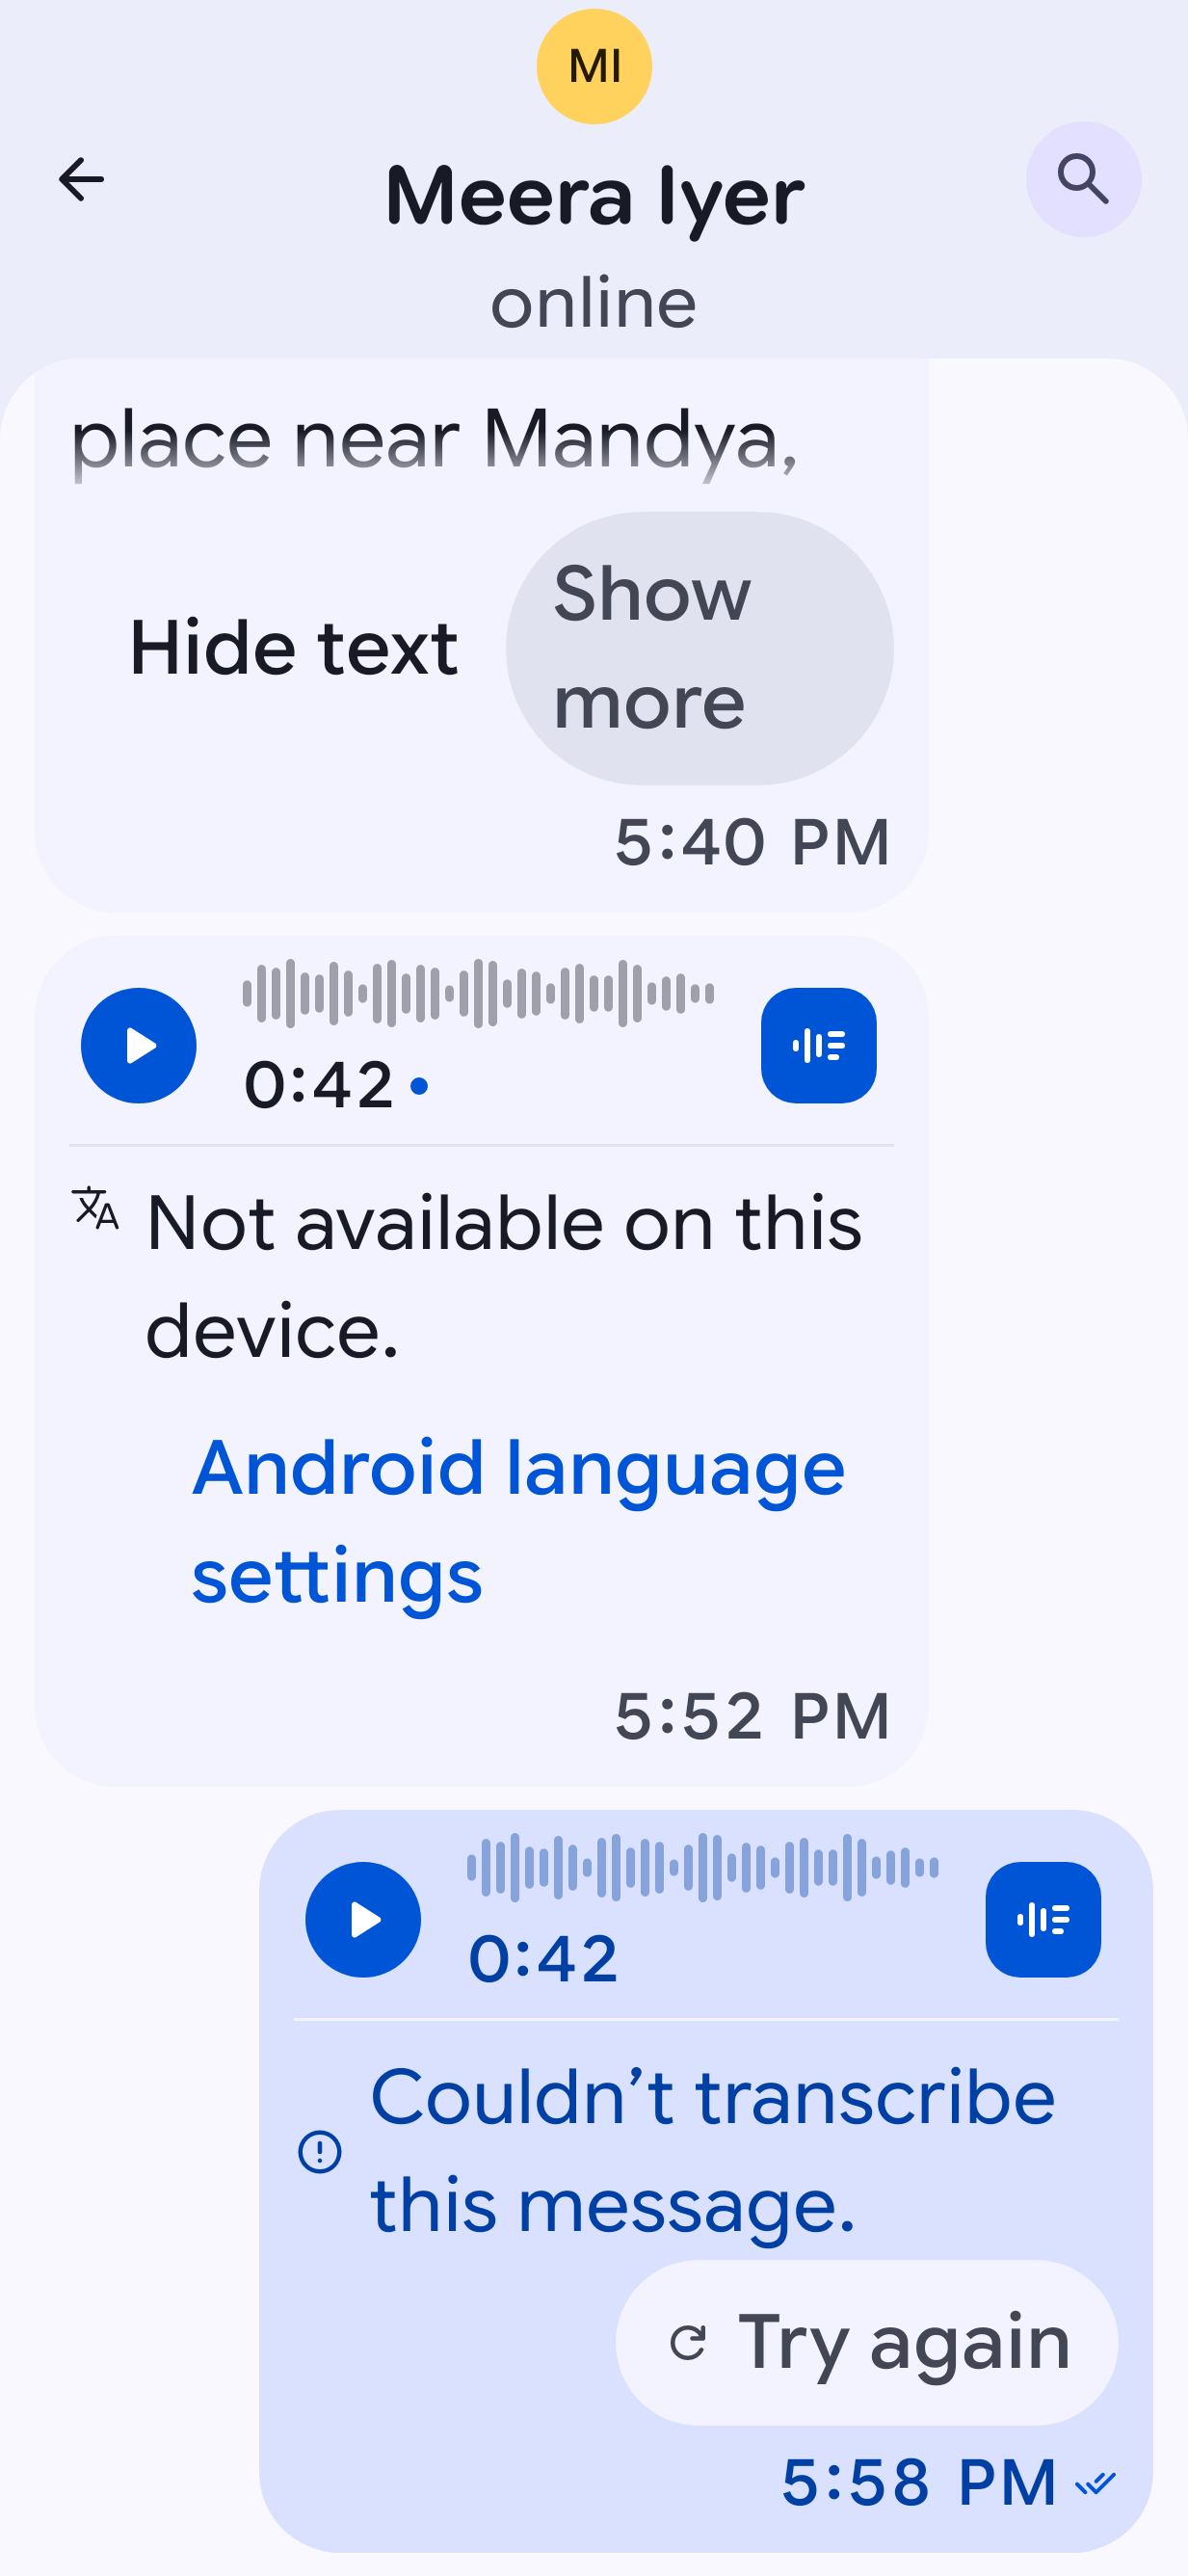 MI
Meera Iyer
online
place near Mandya,
Hide text
Show
more
5:40 PM
0:42
Not available on this
device.
Android language
settings
5:52 PM
0:42
Couldn’t transcribe
this message.
Try again
5:58 PM